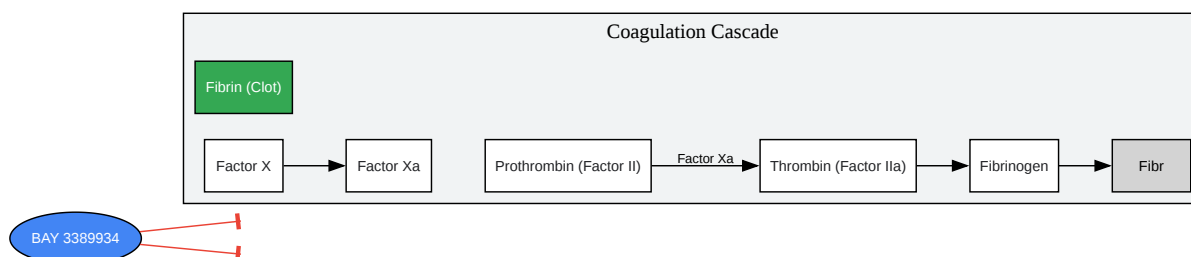 Coagulation Cascade
Fibrin (Clot)
Factor X
Factor Xa
Prothrombin (Factor II)
Factor Xa
Thrombin (Factor IIa)
Fibrinogen
Fibr
BAY 3389934